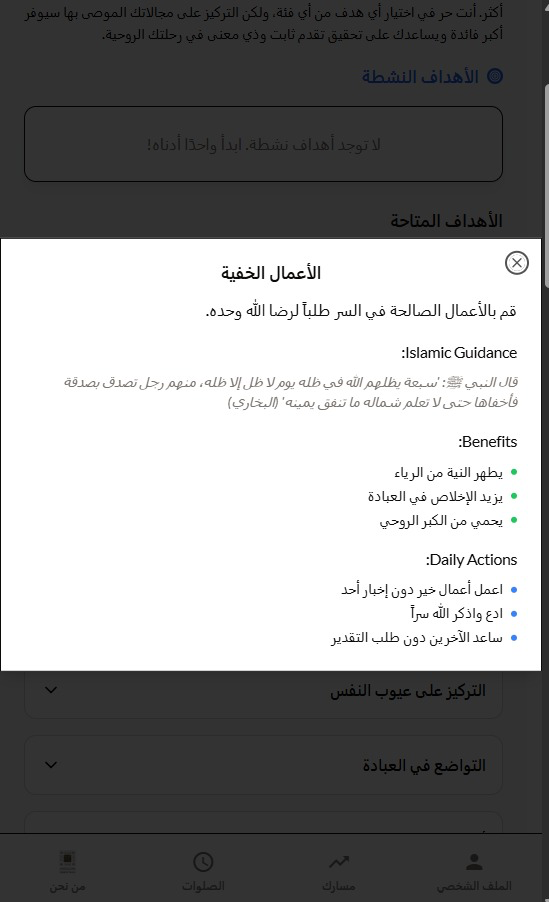 أكثر. أنت حر في اختيار أي هدف من أي فئة، ولكن التركيز على مجالاتك الموصى بها سيوفر
أكبر فائدة ويساعدك على تحقيق تقدم ثابت وذي معنى في رحلتك الروحية.
الأهداف النشطة
لا توجد أهداف نشطة. ابدأ واحدًا أدناه!
الأهداف المتاحة
الأعمال الخفية
قم بالأعمال الصالحة في السر طلباً لرضا الله وحده.
Islamic Guidance:
قال النبي ﷺ: 'سبعة يظلهم الله في ظله يوم لا ظل إلا ظله، منهم رجل تصدق بصدقة
فأخفاها حتى لا تعلم شماله ما تنفق يمينه' (البخاري)
Benefits:
يطهر النية من الرياء
يزيد الإخلاص في العبادة
يحمي من الكبر الروحي
Daily Actions:
اعمل أعمال خير دون إخبار أحد
ادع واذكر الله سراً
ساعد الآخرين دون طلب التقدير
التركيز على عيوب النفس
التواضع في العبادة
الملف الشخصي
مسارك
الصلوات
من نحن